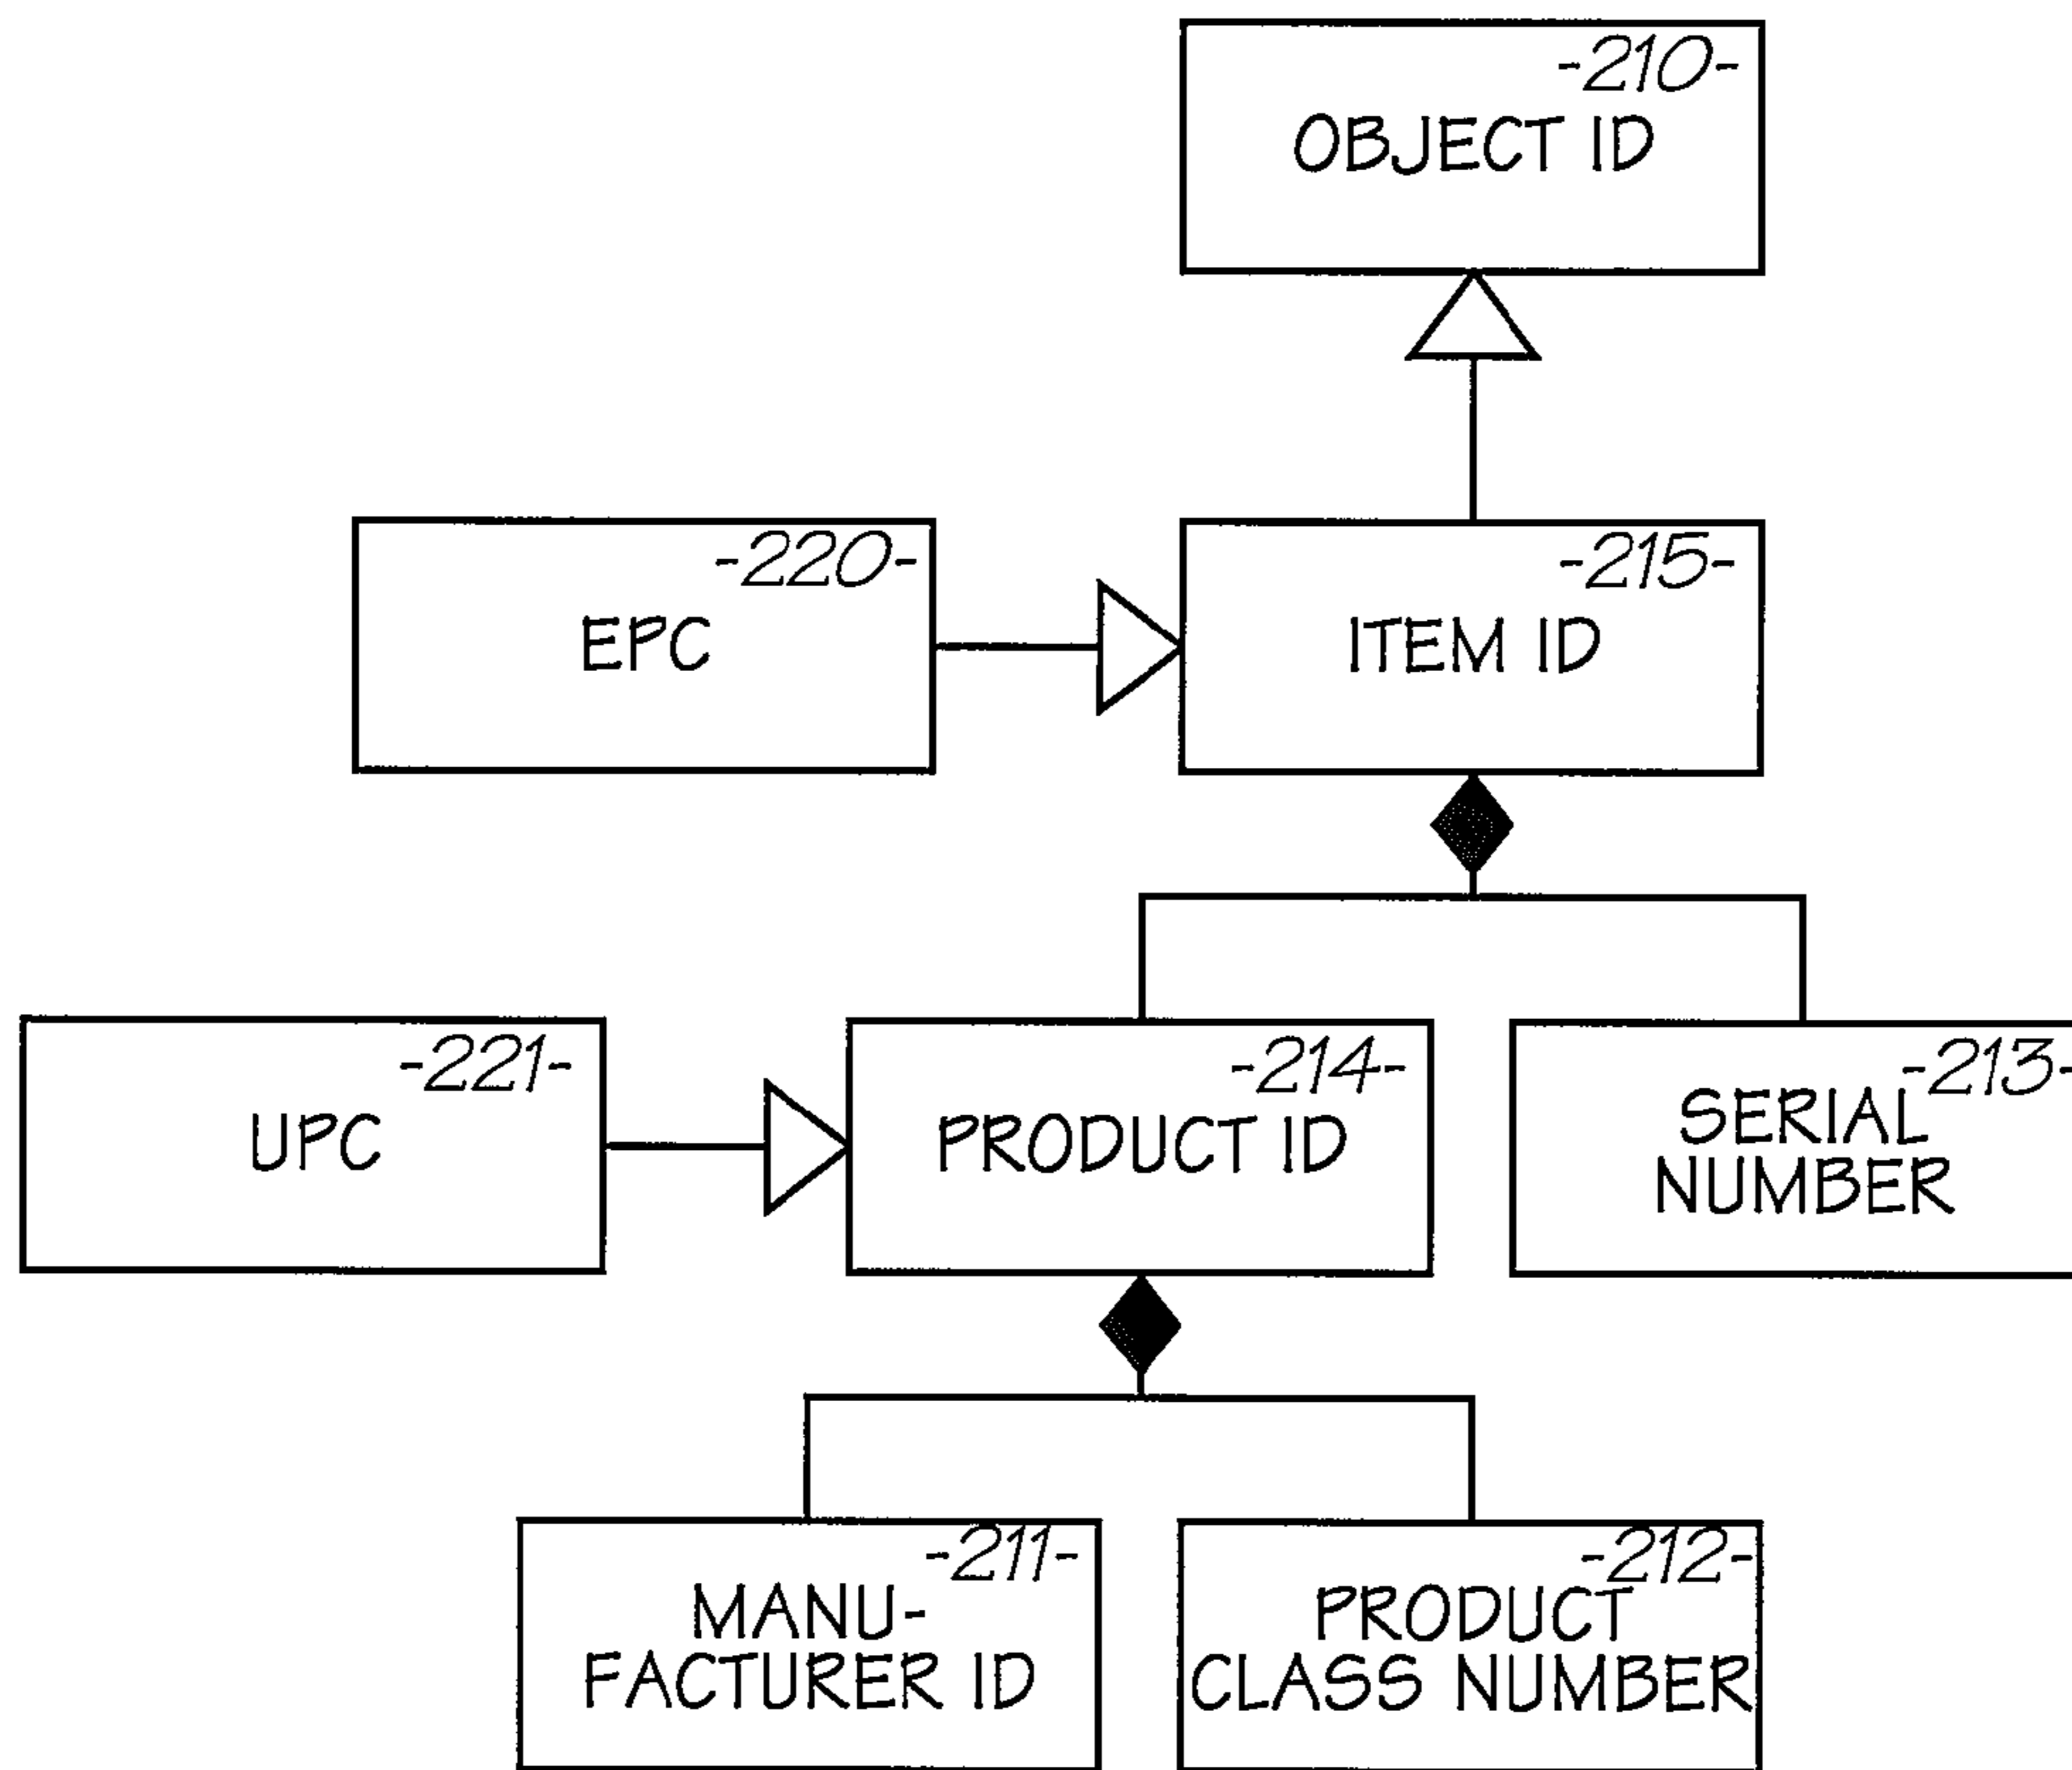 -210-
OBJECT ID
-220-
EPC
-215-
ITEM ID
-221-
UPC
-214-
PRODUCT ID
-213-
SERIAL
NUMBER
-211-
MANU-
FACTURER ID
-212-
PRODUCT
CLASS NUMBER